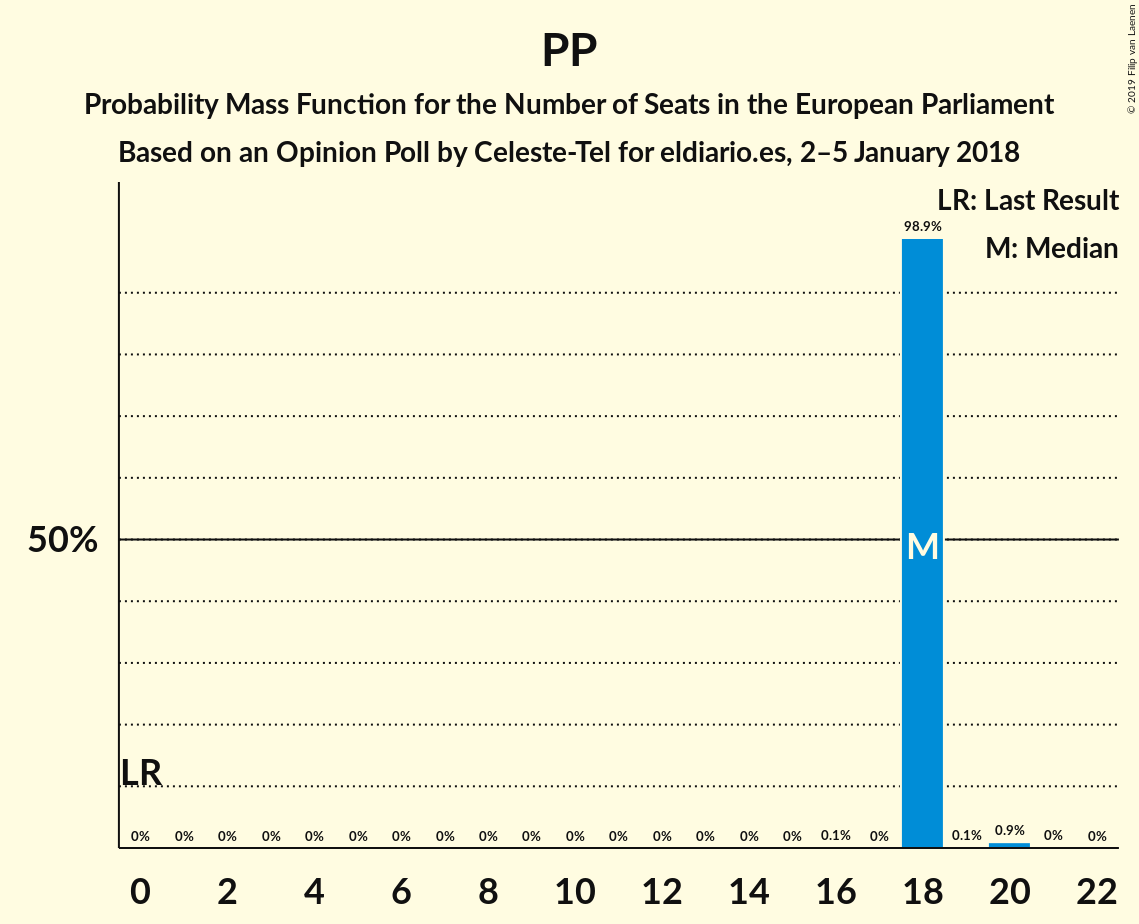 PP
Probability Mass Function for the Number of Seats in the European Parliament
Based on an Opinion Poll by Celeste-Tel for eldiario.es, 2–5 January 2018
© 2019 Filip van Laenen
LR: Last Result
M: Median
98.9%
50%
M
LR
0% 0% 0% 0% 0% 0% 0% 0% 0% 0% 0% 0% 0% 0% 0% 0% 0.1% 0% 0.1% 0.9% 0% 0%
0 2 4 6 8 10 12 14 16 18 20 22